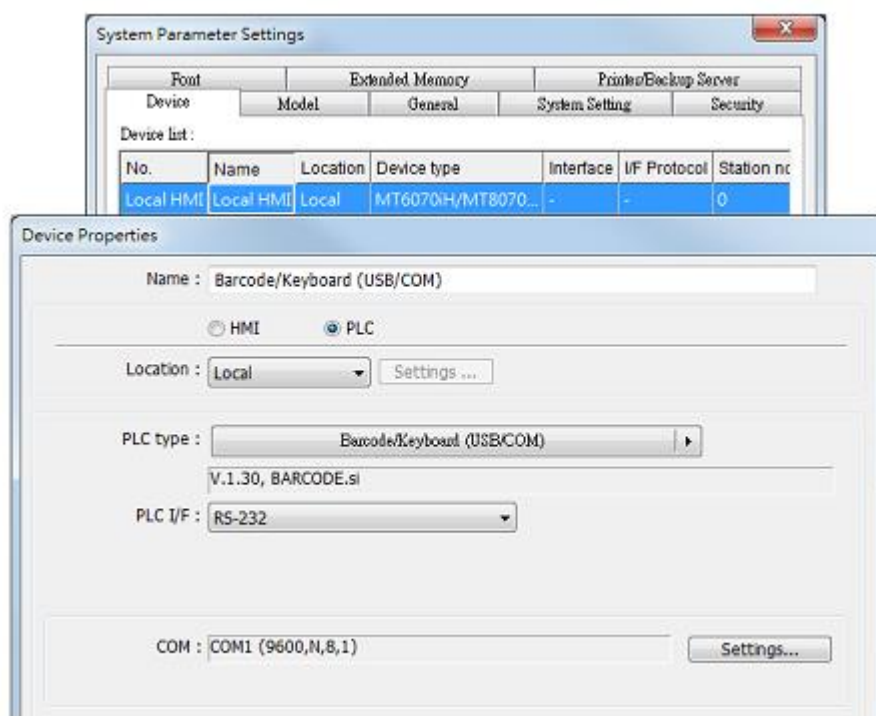 System Parameter Settings
Font Extended Memory Printer/Backup Server
Device Model General System Setting Security
Device list :
No. Name Location Device type Interface I/F Protocol Station no
Local HMI Local HMI Local MT6070iH/MT8070... - - 0
Device Properties
Name : Barcode/Keyboard (USB/COM)
HMI PLC
Location : Local Settings ...
PLC type : Barcode/Keyboard (USB/COM)
V.1.30, BARCODE.si
PLC I/F : RS-232
COM : COM1 (9600,N,8,1) Settings...